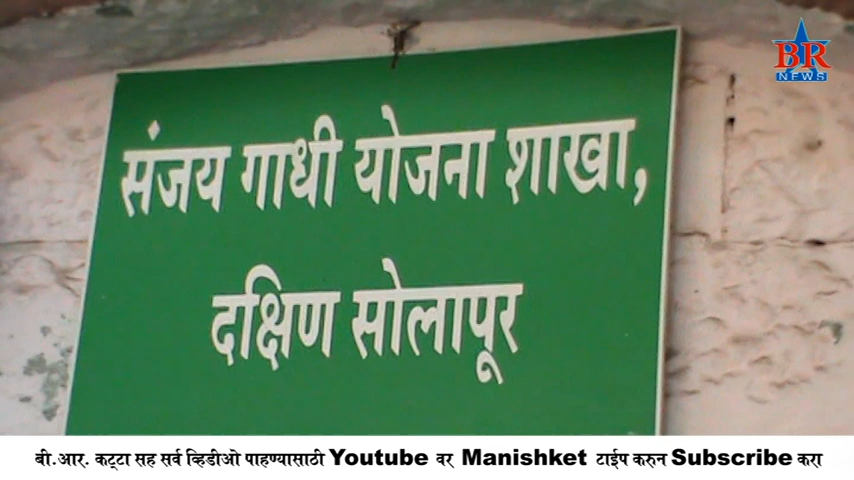 BR
NEWS
संजय गाधी योजना शाखा,
दक्षिण सोलापूर
बी.आर. कट्टा सह सर्व व्हिडीओ पाहण्यासाठी Youtube वर Manishket टाईप करुन Subscribe करा